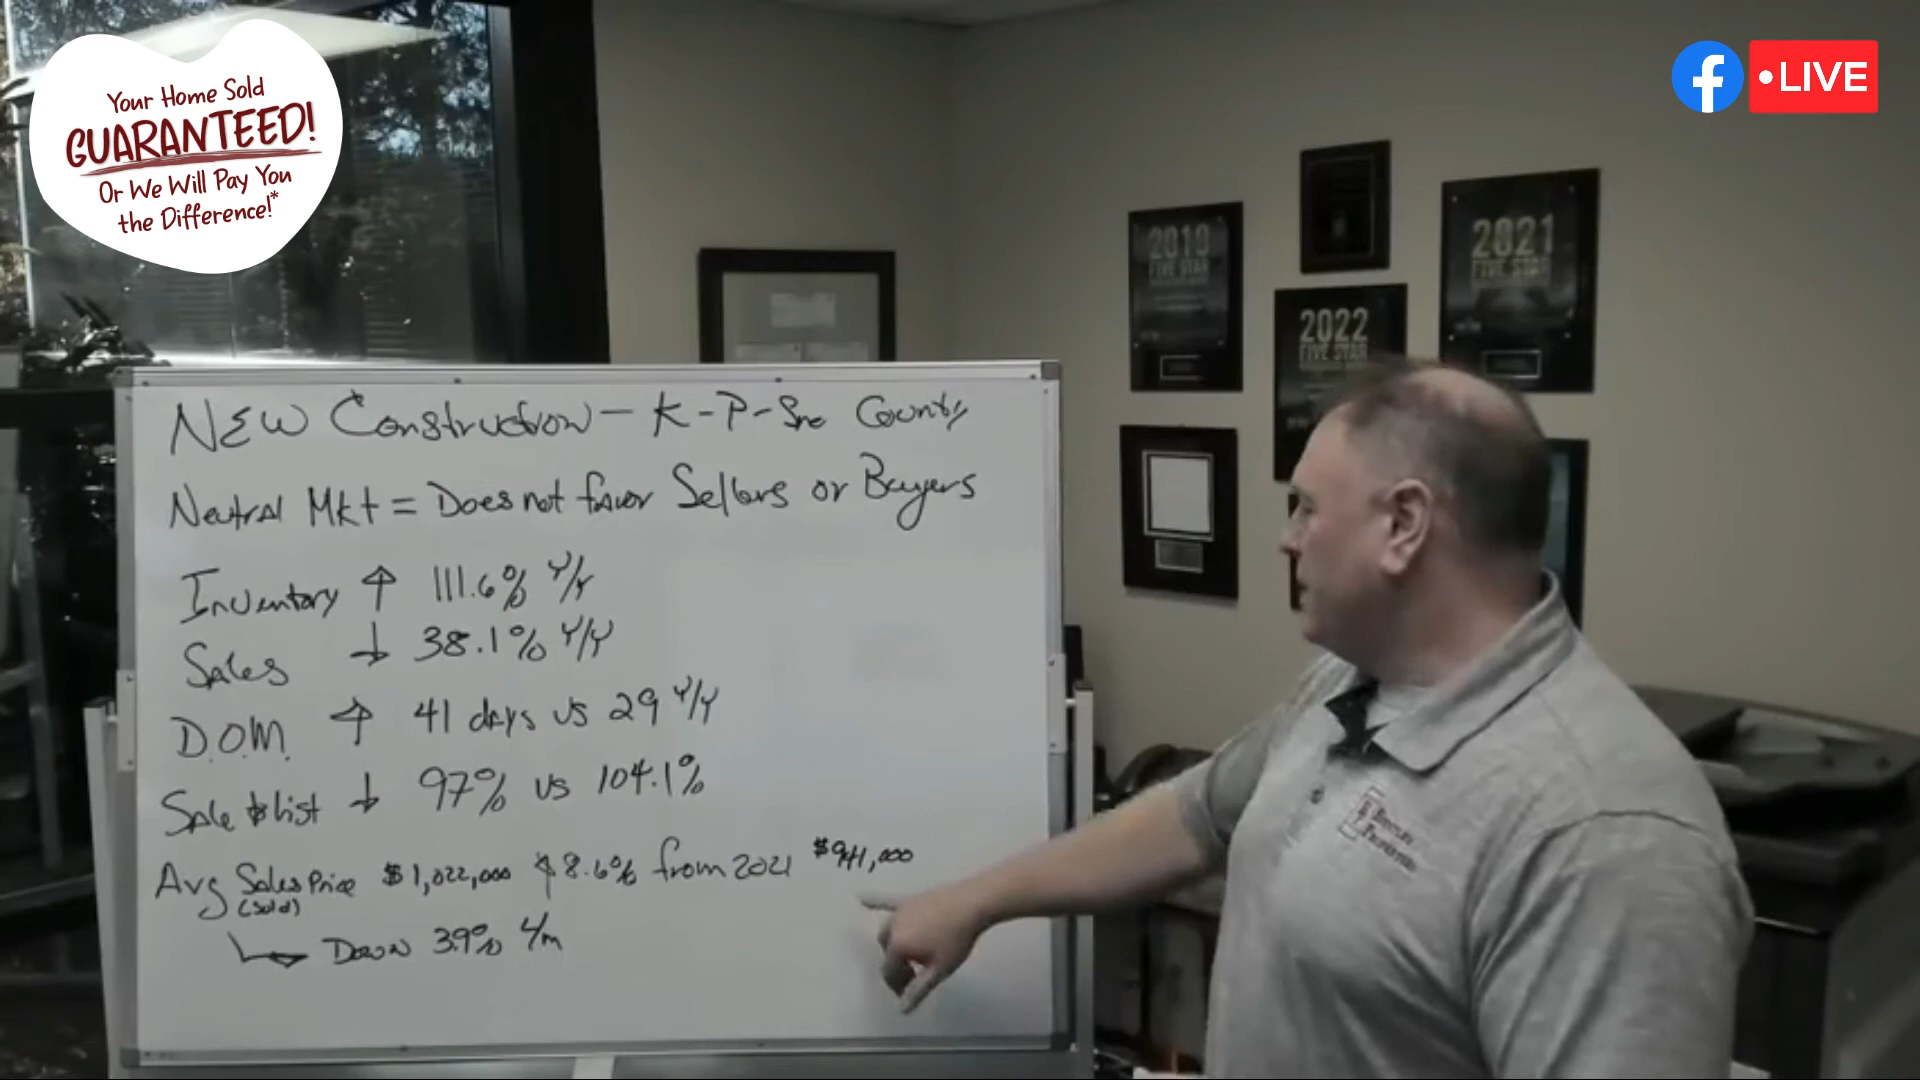 Your Home Sold
GUARANTEED!
Or We Will Pay You
the Difference!*
• LIVE
2019
FIVE STAR
2021
FIVE STAR
2022
FIVE STAR
NEW Construction - K-P-Sno County
Neutral Mkt = Does not favor Sellers or Buyers
Inventory ↑ 111.6% Y/Y
Sales ↓ 38.1% Y/Y
D.O.M. ↑ 41 days vs 29 Y/Y
Sale $ List ↓ 97% vs 104.1%
Avg Sales Price $1,022,000 ↑ 8.6% from 2021 $941,000
(Sold)
→ Down 3.9%